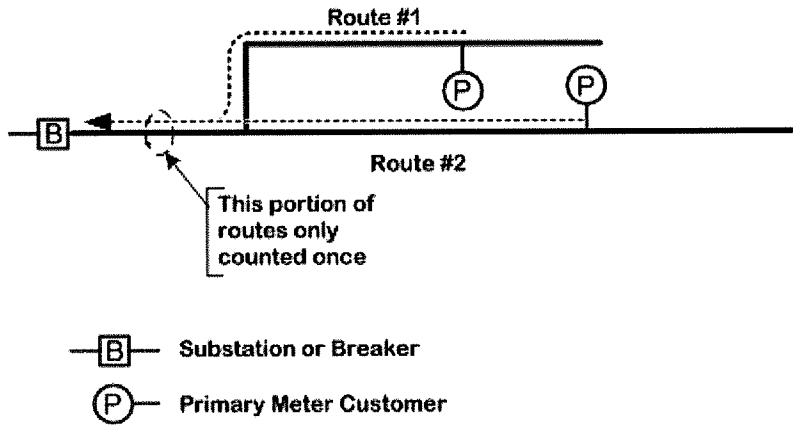 Route #1
P
P
B
Route #2
This portion of
routes only
counted once
B Substation or Breaker
P Primary Meter Customer